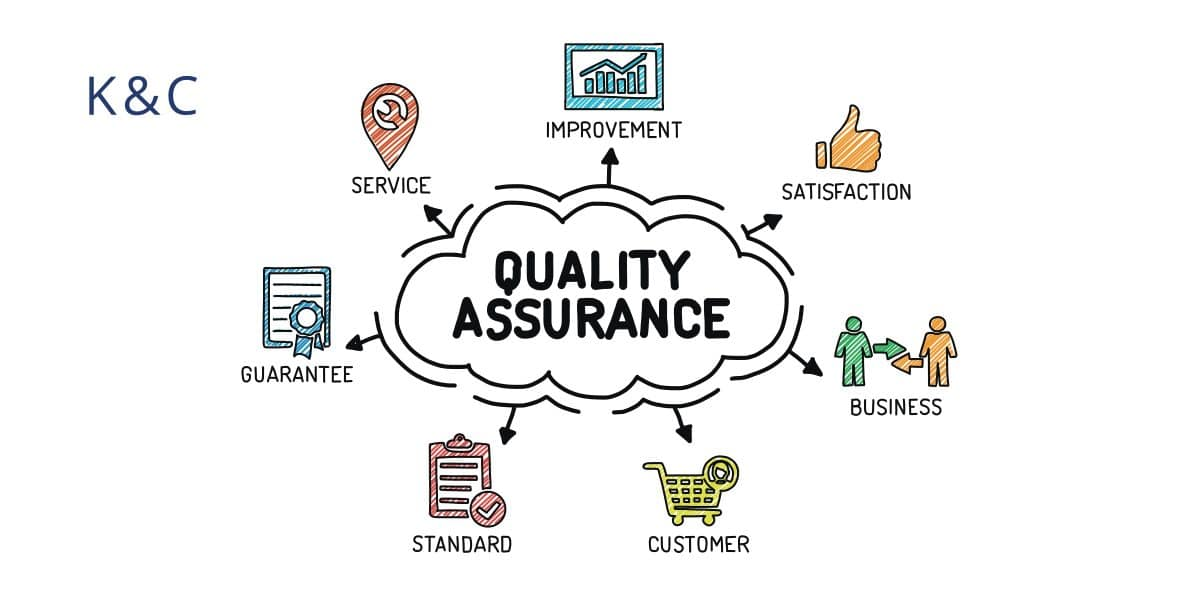 K&C
IMPROVEMENT
SERVICE
SATISFACTION
QUALITY
ASSURANCE
GUARANTEE
BUSINESS
STANDARD
CUSTOMER